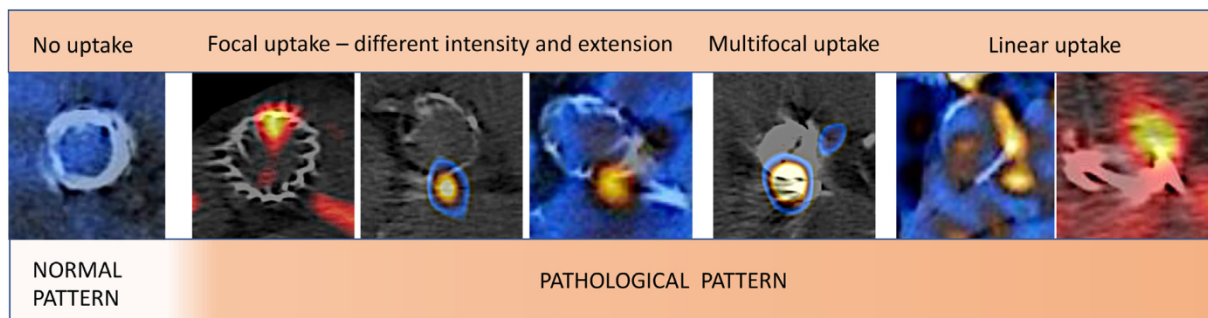 No uptake
Focal uptake – different intensity and extension
Multifocal uptake
Linear uptake
NORMAL
PATTERN
PATHOLOGICAL PATTERN